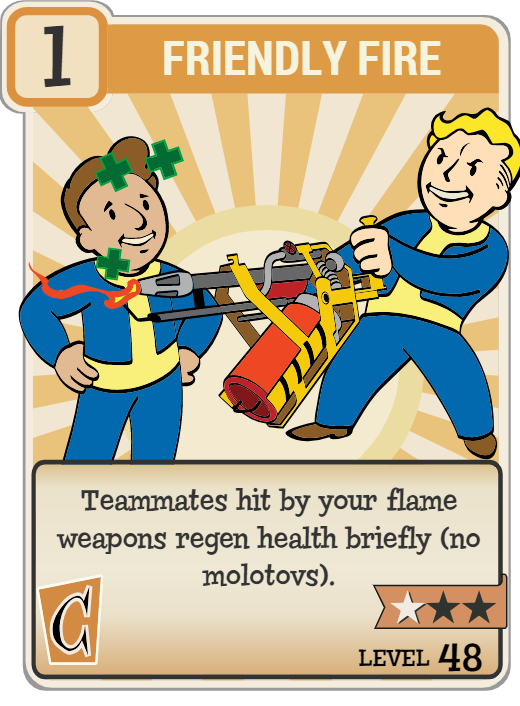 1
FRIENDLY FIRE
Teammates hit by your flame
weapons regen health briefly (no
molotovs).
C
LEVEL 48